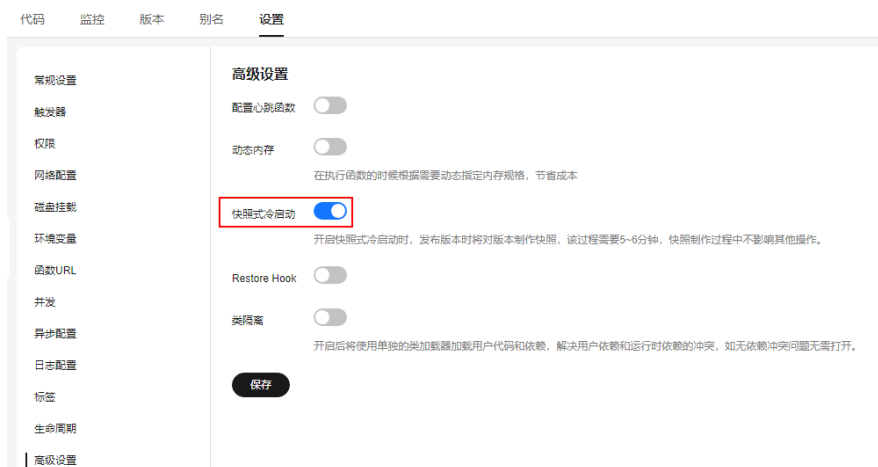 代码 监控 版本 别名 设置
常规设置
触发器
权限
网络配置
磁盘挂载
环境变量
函数URL
并发
异步配置
日志配置
标签
生命周期
高级设置
高级设置
配置心跳函数
动态内存
在执行函数的时候根据需要动态指定内存规格，节省成本
快照式冷启动
开启快照式冷启动时，发布版本时将对版本制作快照，该过程需要5~6分钟，快照制作过程中不影响其他操作。
Restore Hook
类隔离
开启后将使用单独的类加载器加载用户代码和依赖，解决用户依赖和运行时依赖的冲突，如无依赖冲突问题无需打开。
保存